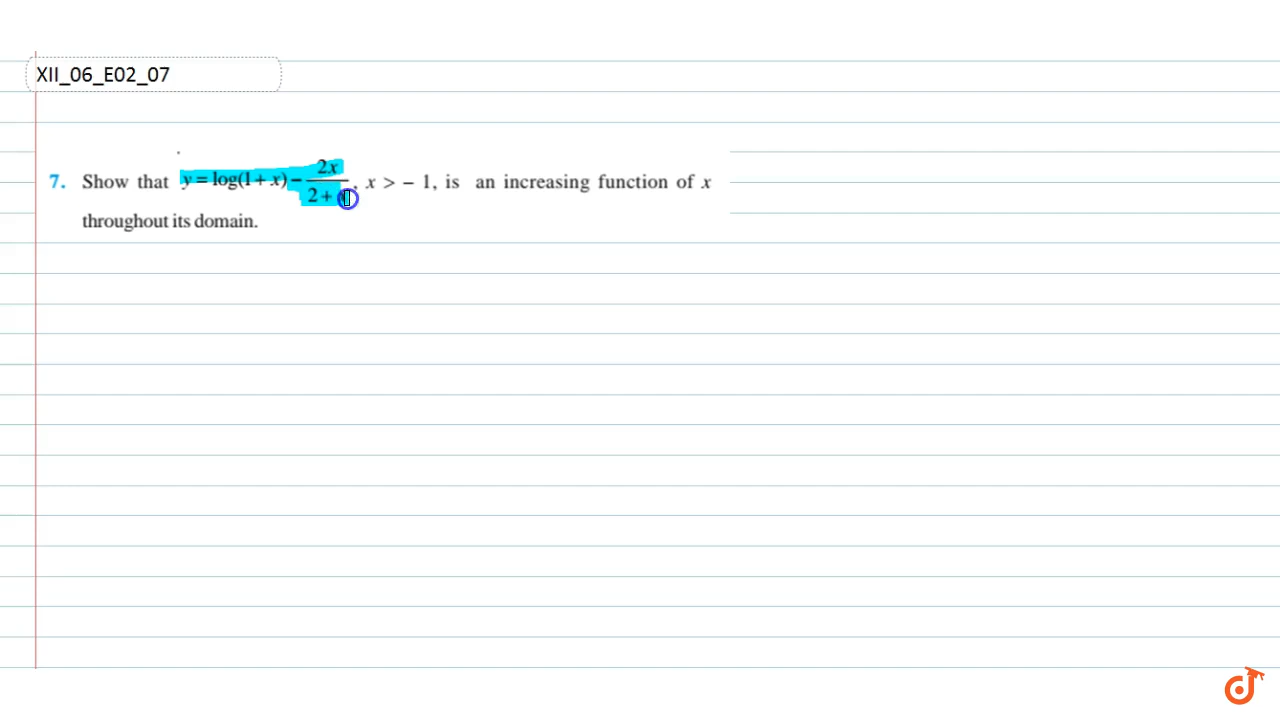 XII_06_E02_07
7. Show that y = log(1 + x) − 2x/2 + , x > − 1, is an increasing function of x
throughout its domain.